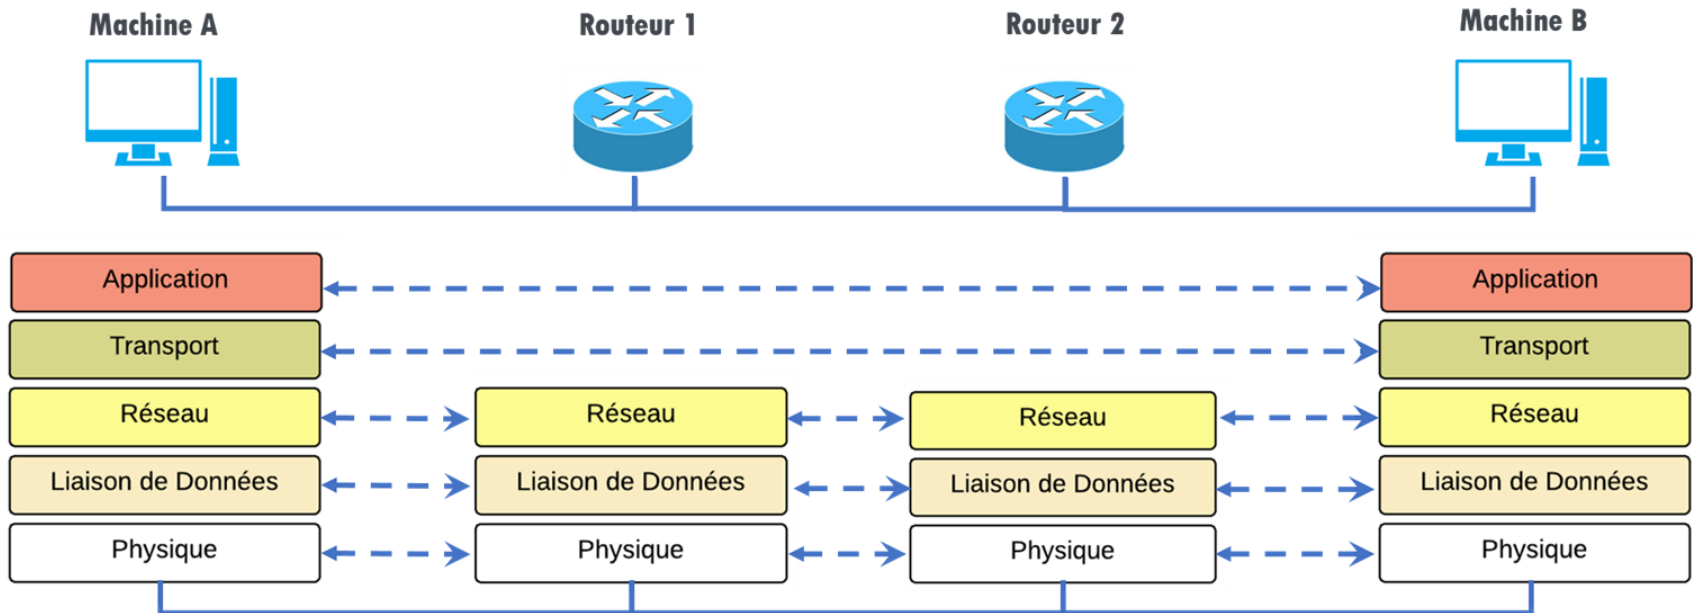 Machine A
Routeur 1
Routeur 2
Machine B
Application
Application
Transport
Transport
Réseau
Réseau
Réseau
Réseau
Liaison de Données
Liaison de Données
Liaison de Données
Liaison de Données
Physique
Physique
Physique
Physique